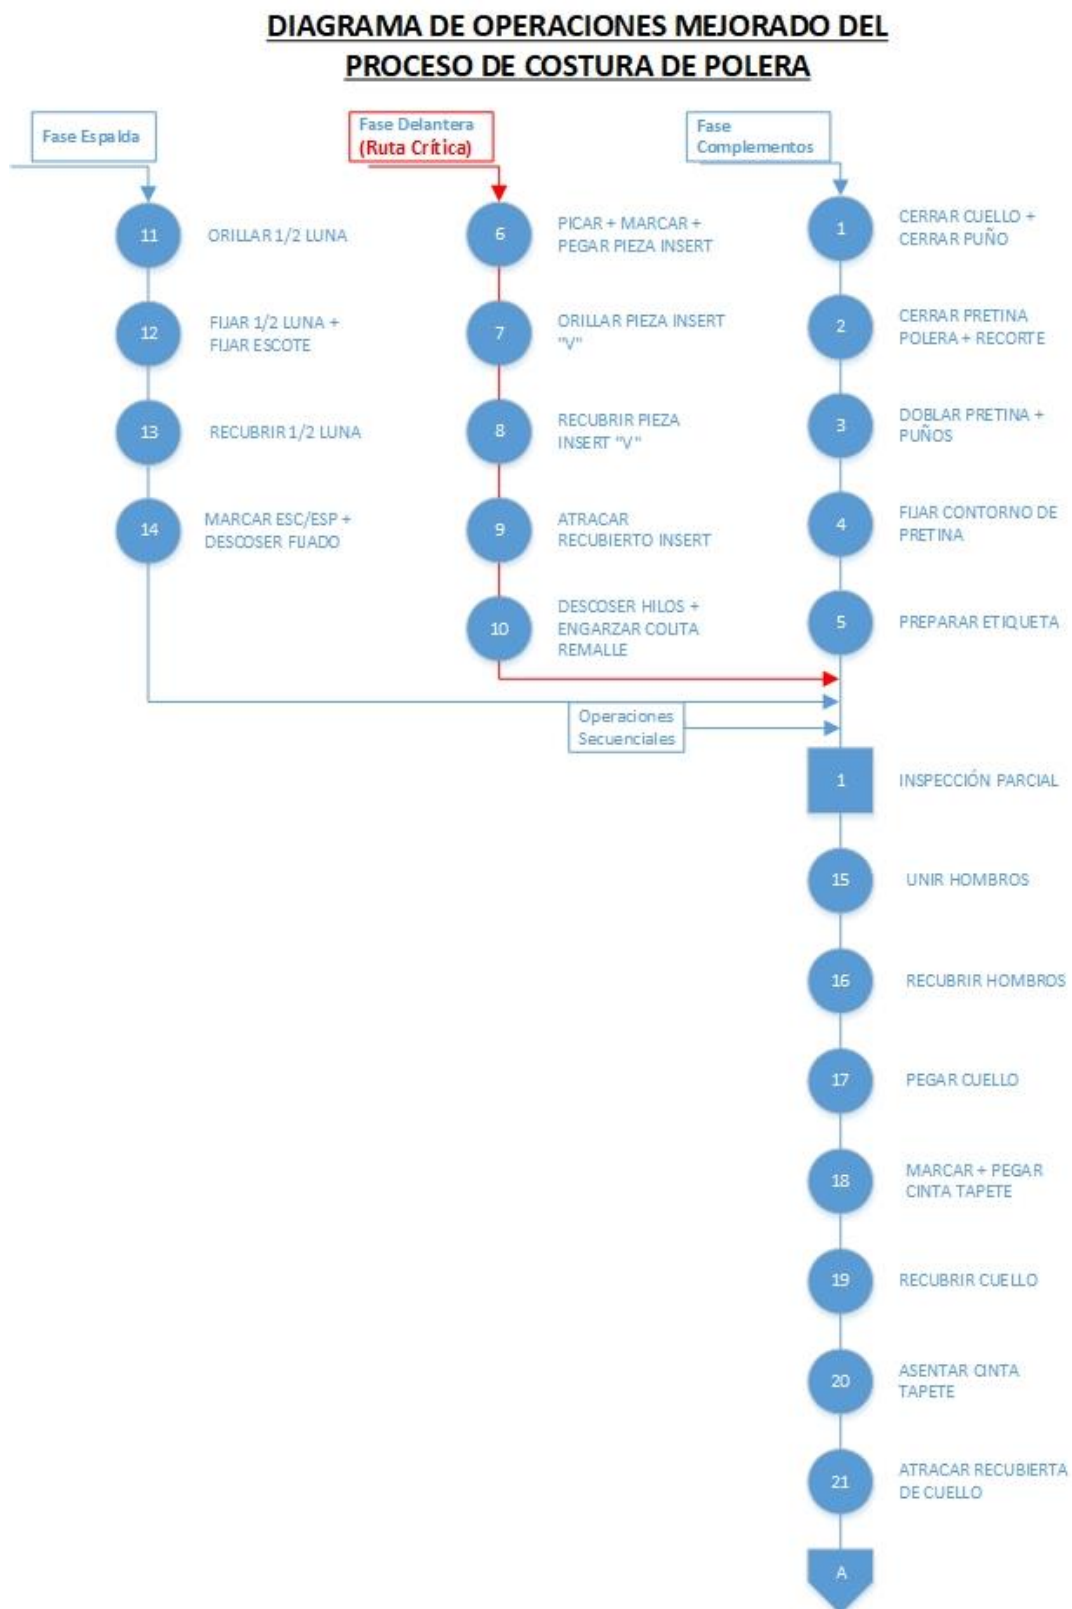 DIAGRAMA DE OPERACIONES MEJORADO DEL
PROCESO DE COSTURA DE POLERA
Fase Espalda
11
ORILLAR 1/2 LUNA
12
FIJAR 1/2 LUNA +
FIJAR ESCOTE
13
RECUBRIR 1/2 LUNA
14
MARCAR ESC/ESP +
DESCOSER FIJADO
Fase Delantera
(Ruta Crítica)
6
PICAR + MARCAR +
PEGAR PIEZA INSERT
7
ORILLAR PIEZA INSERT
"V"
8
RECUBRIR PIEZA
INSERT "V"
9
ATRACAR
RECUBIERTO INSERT
10
DESCOSER HILOS +
ENGARZAR COLITA
REMALLE
Fase
Complementos
1
CERRAR CUELLO +
CERRAR PUÑO
2
CERRAR PRETINA
POLERA + RECORTE
3
DOBLAR PRETINA +
PUÑOS
4
FIJAR CONTORNO DE
PRETINA
5
PREPARAR ETIQUETA
Operaciones
Secuenciales
1
INSPECCIÓN PARCIAL
15
UNIR HOMBROS
16
RECUBRIR HOMBROS
17
PEGAR CUELLO
18
MARCAR + PEGAR
CINTA TAPETE
19
RECUBRIR CUELLO
20
ASENTAR CINTA
TAPETE
21
ATRACAR RECUBIERTA
DE CUELLO
A